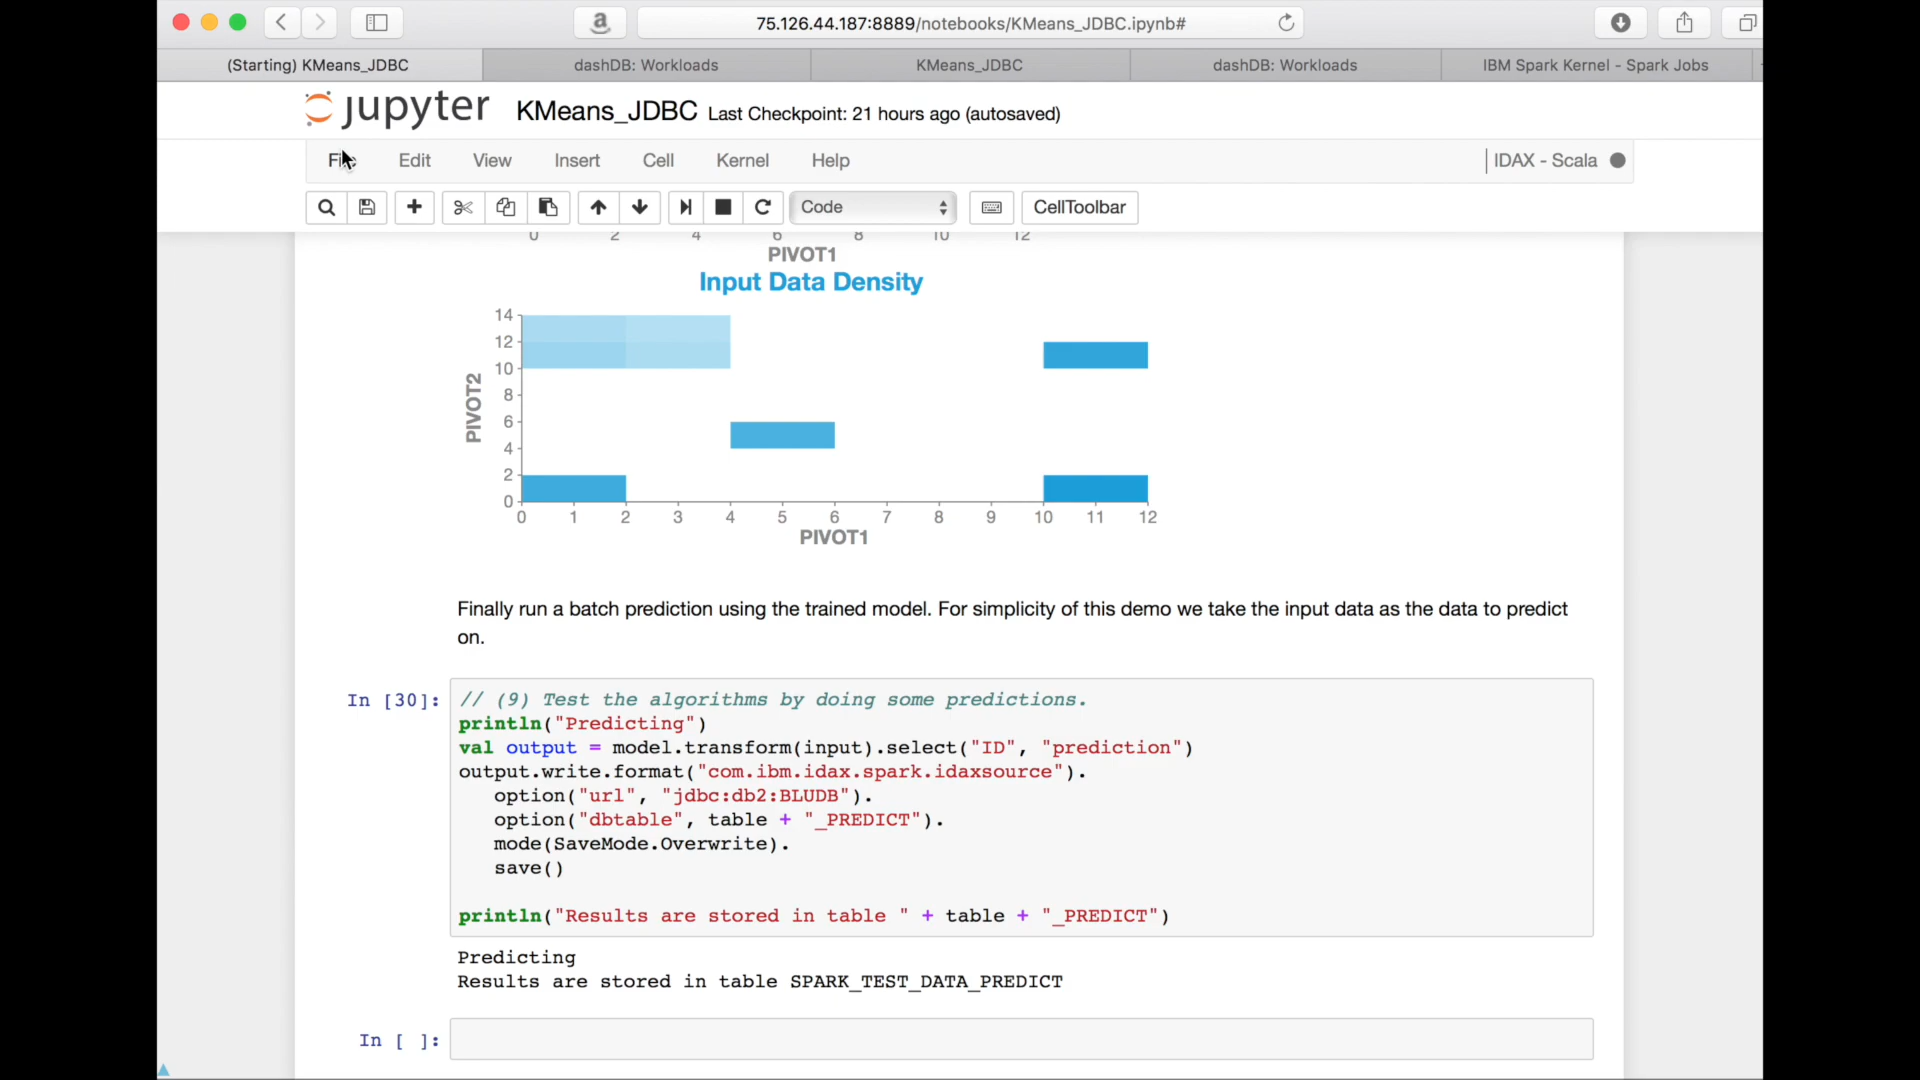 75.126.44.187:8889/notebooks/KMeans_JDBC.ipynb#
(Starting) KMeans_JDBC
dashDB: Workloads
KMeans_JDBC
dashDB: Workloads
IBM Spark Kernel - Spark Jobs
jupyter KMeans_JDBC Last Checkpoint: 21 hours ago (autosaved)
File Edit View Insert Cell Kernel Help IDAX - Scala
Code CellToolbar
0 2 4 6 8 10 12
PIVOT1
Input Data Density
14
12
10
8
6
4
2
0
PIVOT2
0 1 2 3 4 5 6 7 8 9 10 11 12
PIVOT1
Finally run a batch prediction using the trained model. For simplicity of this demo we take the input data as the data to predict
on.
In [30]:
// (9) Test the algorithms by doing some predictions.
println("Predicting")
val output = model.transform(input).select("ID", "prediction")
output.write.format("com.ibm.idax.spark.idaxsource").
   option("url", "jdbc:db2:BLUDB").
   option("dbtable", table + "_PREDICT").
   mode(SaveMode.Overwrite).
   save()
println("Results are stored in table " + table + "_PREDICT")
Predicting
Results are stored in table SPARK_TEST_DATA_PREDICT
In [ ]: